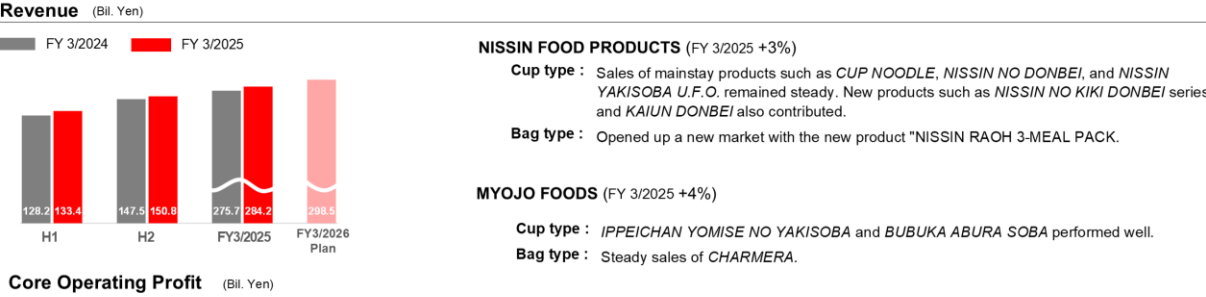 Revenue (Bil. Yen)
FY 3/2024 FY 3/2025
128.2 133.4 147.5 150.8 275.7 284.2 298.5
H1 H2 FY3/2025 FY3/2026
Plan
NISSIN FOOD PRODUCTS (FY 3/2025 +3%)
Cup type : Sales of mainstay products such as CUP NOODLE, NISSIN NO DONBEI, and NISSIN
YAKISOBA U.F.O. remained steady. New products such as NISSIN NO KIKI DONBEI series
and KAIUN DONBEI also contributed.
Bag type : Opened up a new market with the new product "NISSIN RAOH 3-MEAL PACK.
MYOJO FOODS (FY 3/2025 +4%)
Cup type : IPPEICHAN YOMISE NO YAKISOBA and BUBUKA ABURA SOBA performed well.
Bag type : Steady sales of CHARMERA.
Core Operating Profit (Bil. Yen)